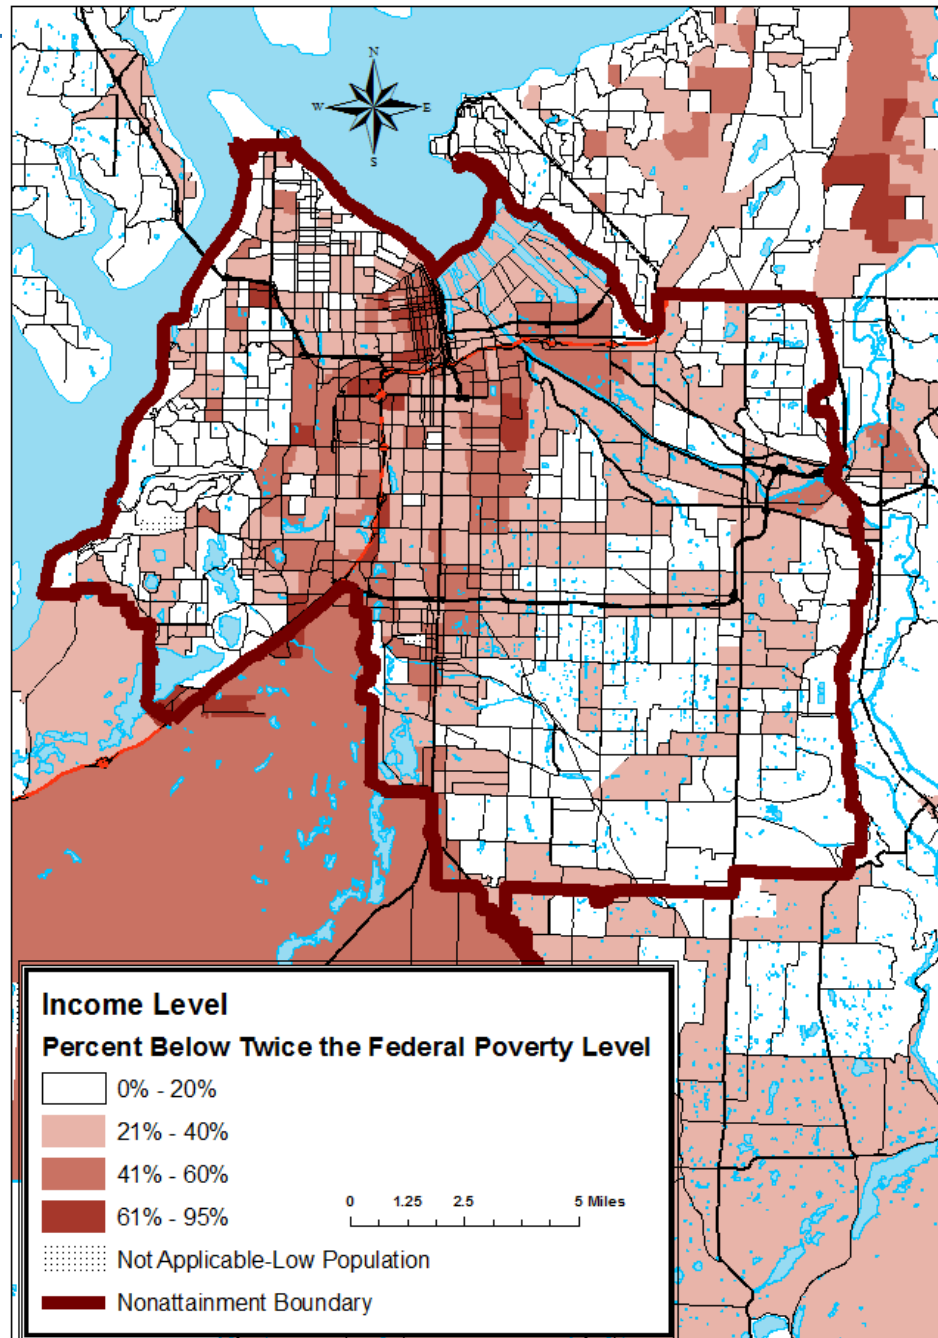 N
W E
S
Income Level
Percent Below Twice the Federal Poverty Level
0% - 20%
21% - 40%
41% - 60%
61% - 95%
0 1.25 2.5 5 Miles
Not Applicable-Low Population
Nonattainment Boundary